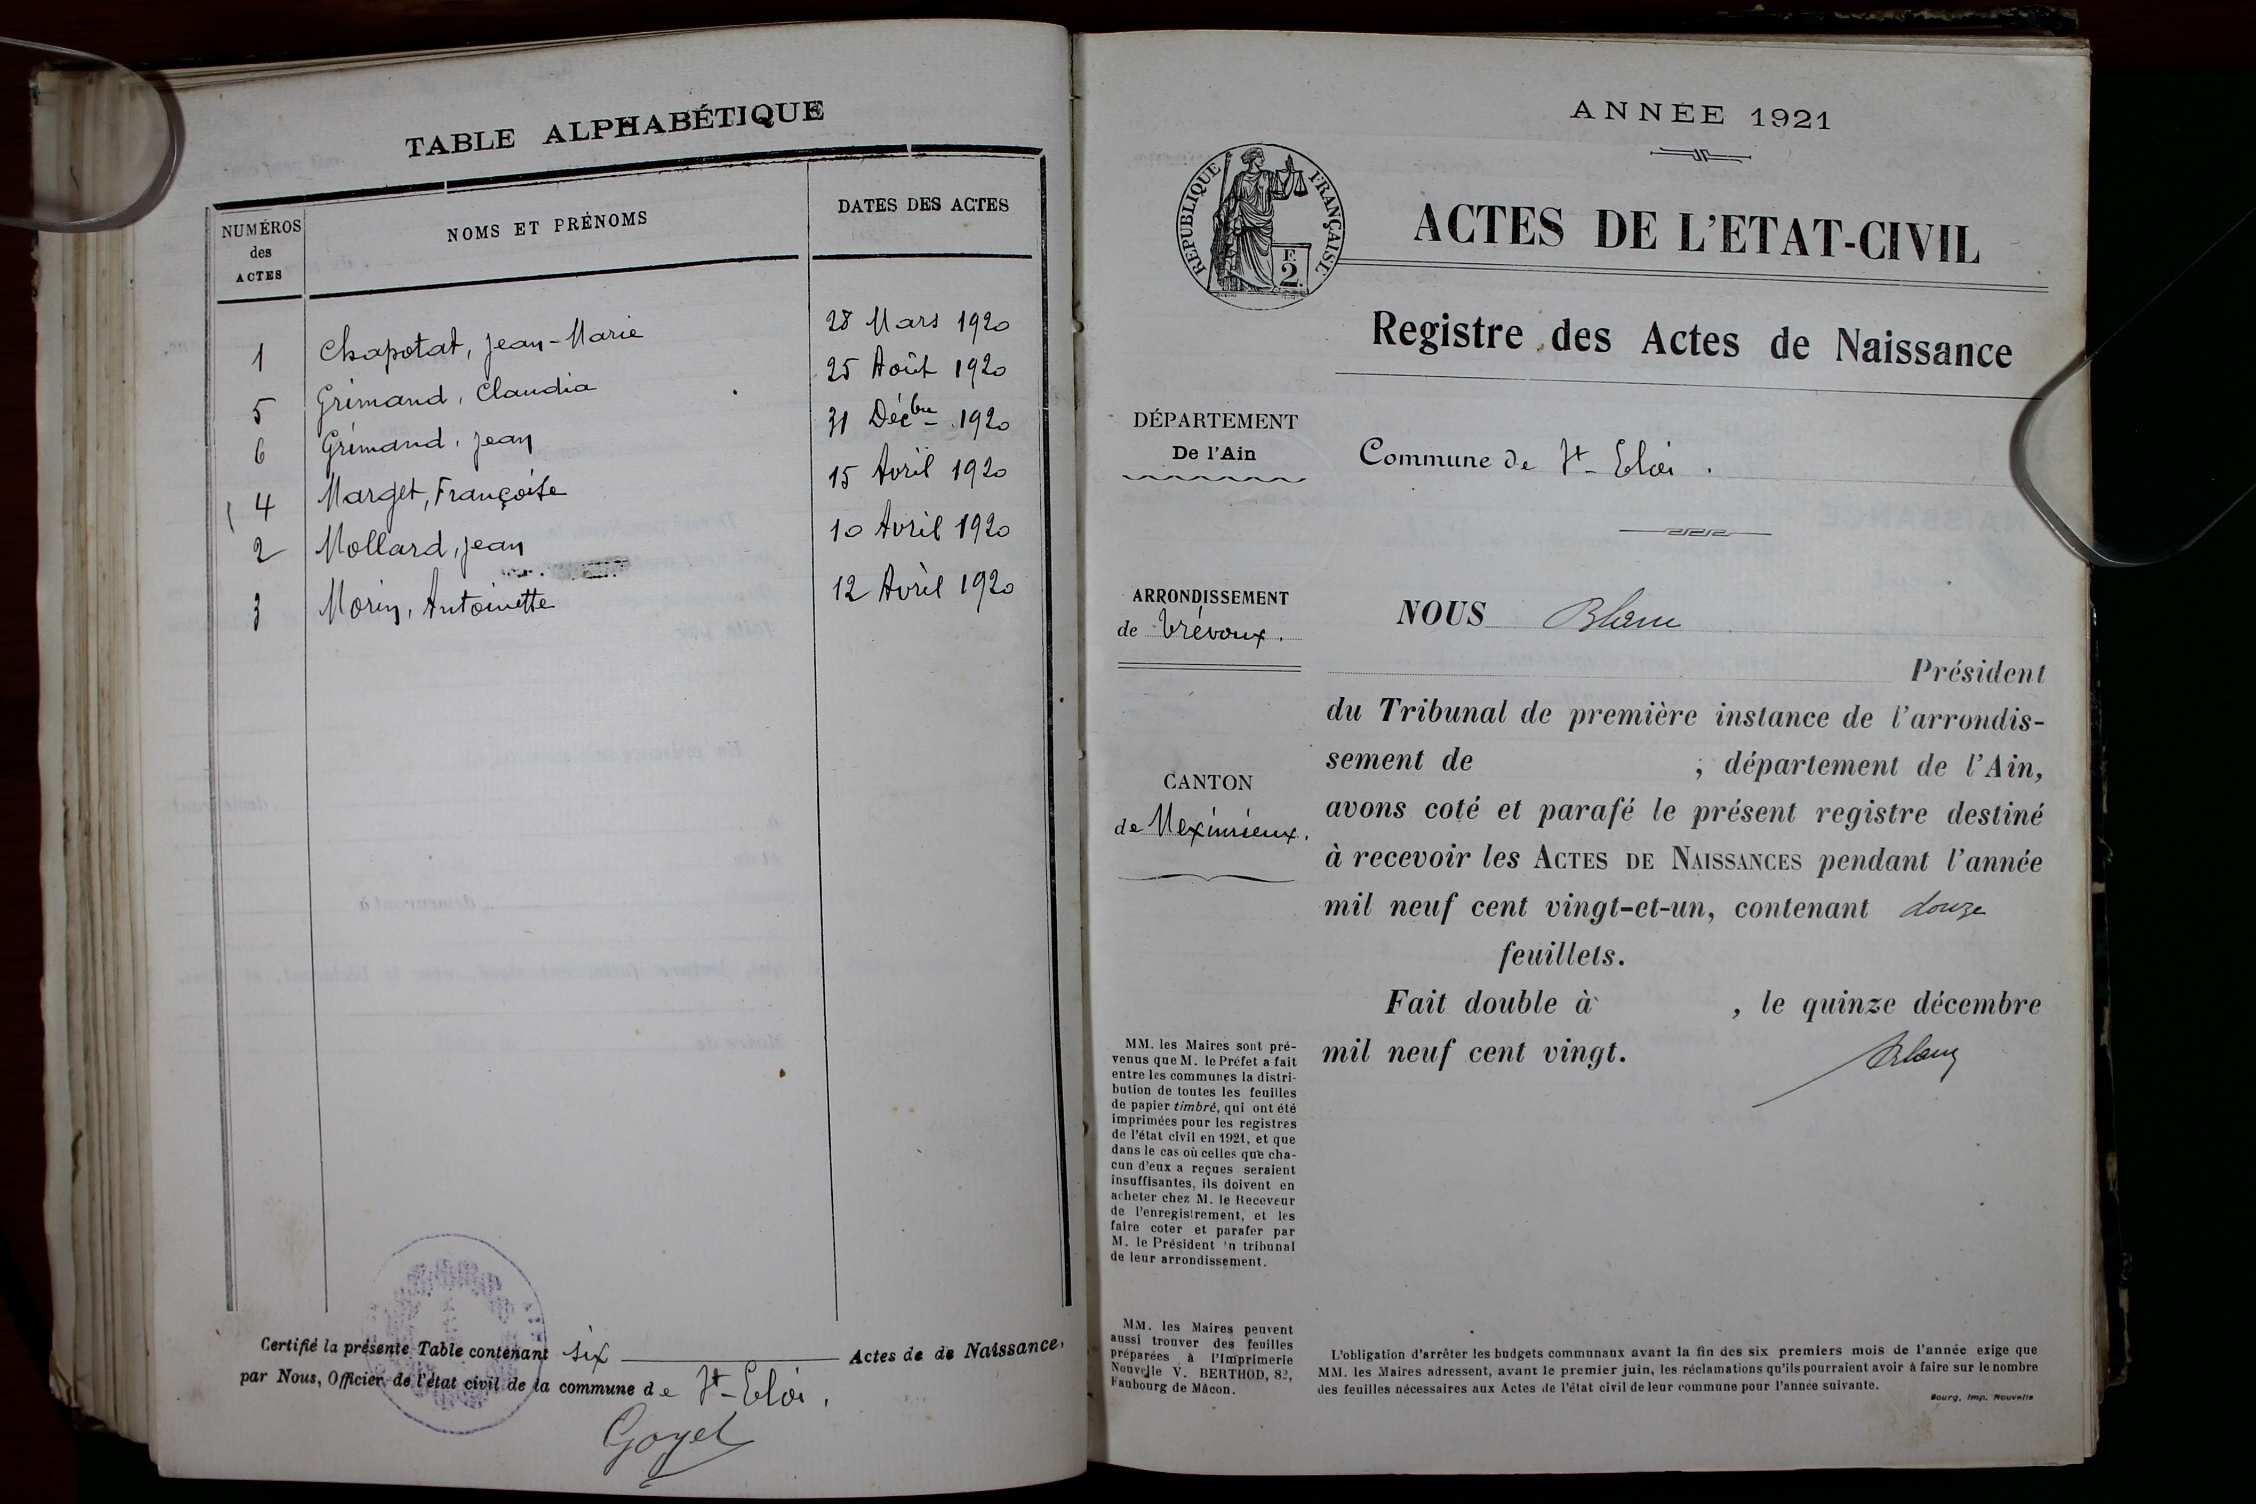 TABLE ALPHABÉTIQUE
NUMÉROS des ACTES
NOMS ET PRÉNOMS
DATES DES ACTES
1 Chapotat, Jean-Marie 28 Mars 1920
5 Grimand, Claudia 25 Août 1920
6 Grimand, Jean 31 Décbre 1920
4 Marget, Françoise 15 Avril 1920
2 Mollard, Jean 10 Avril 1920
3 Morin, Antoinette 12 Avril 1920
Certifié la présente Table contenant six Actes de de Naissance,
par Nous, Officier de l'état civil de la commune de St-Eloi.
Goyet
ANNÉE 1921
RÉPUBLIQUE FRANÇAISE
F.
2
ACTES DE L'ETAT-CIVIL
Registre des Actes de Naissance
DÉPARTEMENT
De l'Ain
Commune de St-Eloi.
ARRONDISSEMENT
de Trévoux.
CANTON
de Meximieux.
NOUS Blanc
Président
du Tribunal de première instance de l'arrondis-
sement de , département de l'Ain,
avons coté et parafé le présent registre destiné
à recevoir les ACTES DE NAISSANCES pendant l'année
mil neuf cent vingt-et-un, contenant douze
feuillets.
Fait double à , le quinze décembre
mil neuf cent vingt.
Blanc
MM. les Maires sont pré-
venus que M. le Préfet a fait
entre les communes la distri-
bution de toutes les feuilles
de papier timbré, qui ont été
imprimées pour les registres
de l'état civil en 1921, et que
dans le cas où celles que cha-
cun d'eux a reçues seraient
insuffisantes, ils doivent en
acheter chez M. le Receveur
de l'enregistrement, et les
faire coter et parafer par
M. le Président 'n tribunal
de leur arrondissement.
MM. les Maires peuvent
aussi trouver des feuilles
préparées à l'Imprimerie
Nouvelle V. BERTHOD, 82,
Faubourg de Mâcon.
L'obligation d'arrêter les budgets communaux avant la fin des six premiers mois de l'année exige que
MM. les Maires adressent, avant le premier juin, les réclamations qu'ils pourraient avoir à faire sur le nombre
des feuilles nécessaires aux Actes de l'état civil de leur commune pour l'année suivante.
Bourg, Imp. Nouvelle